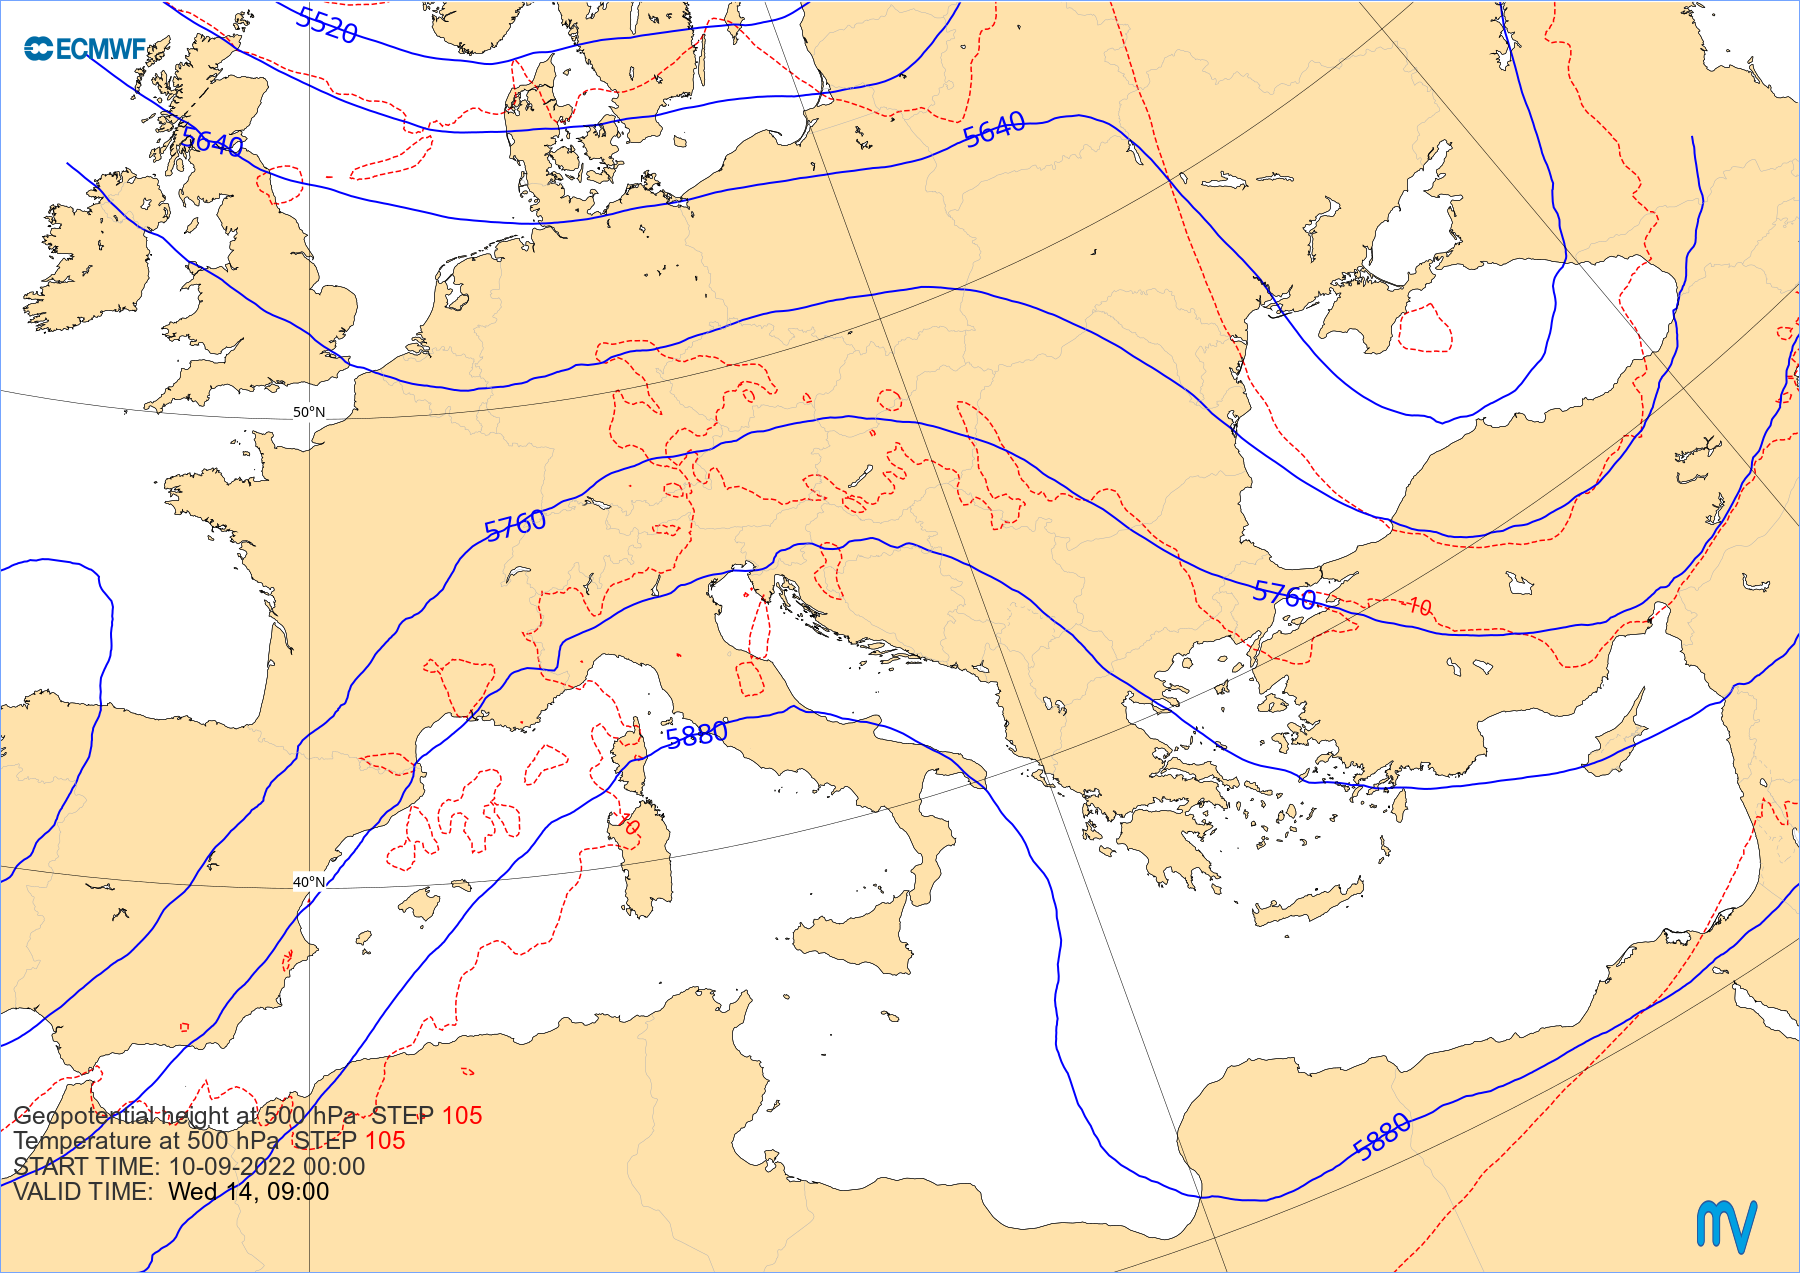 5520
ECMWF
5640
5640
50°N
5760
5760
10
5880
10
40°N
5880
Geopotential height at 500 hPa STEP 105
Temperature at 500 hPa STEP 105
START TIME: 10-09-2022 00:00
VALID TIME: Wed 14, 09:00
mv